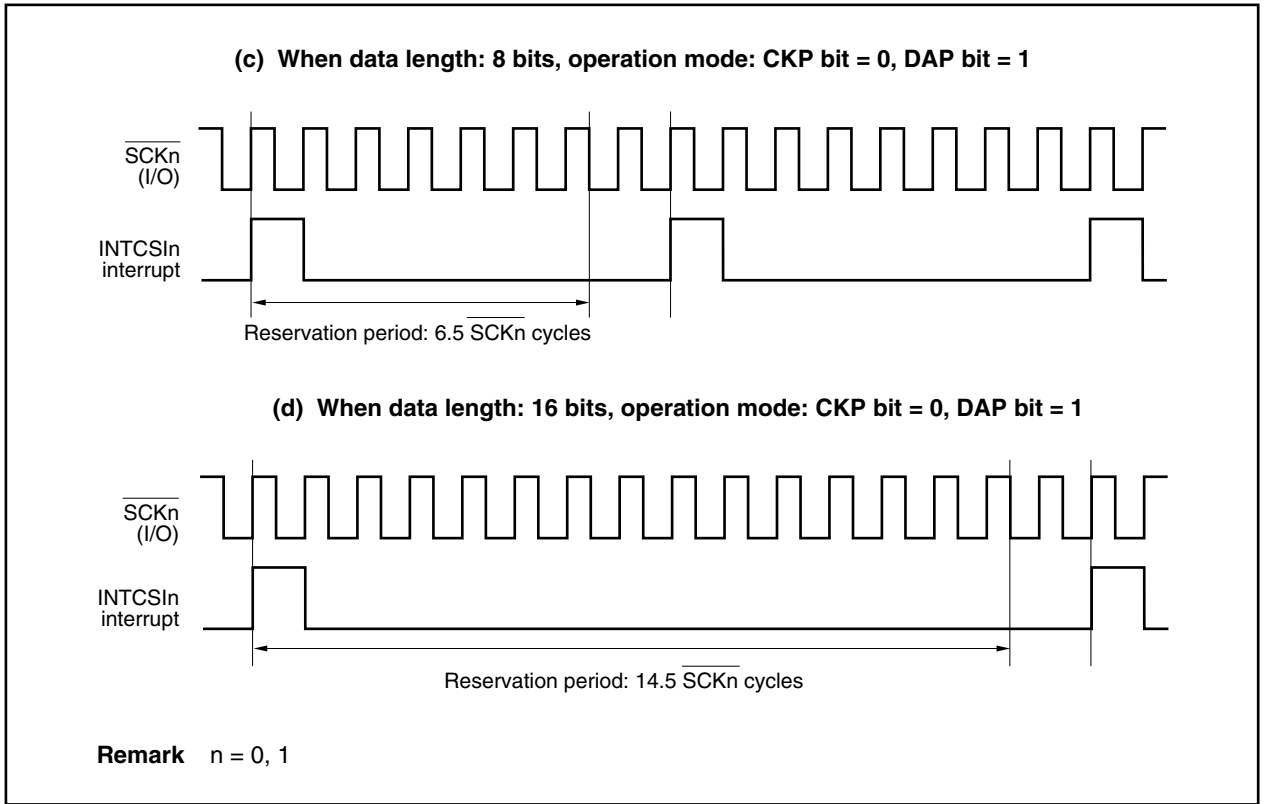 (c) When data length: 8 bits, operation mode: CKP bit = 0, DAP bit = 1
SCKn
(I/O)
INTCSIn
interrupt
Reservation period: 6.5 SCKn cycles
(d) When data length: 16 bits, operation mode: CKP bit = 0, DAP bit = 1
SCKn
(I/O)
INTCSIn
interrupt
Reservation period: 14.5 SCKn cycles
Remark n = 0, 1